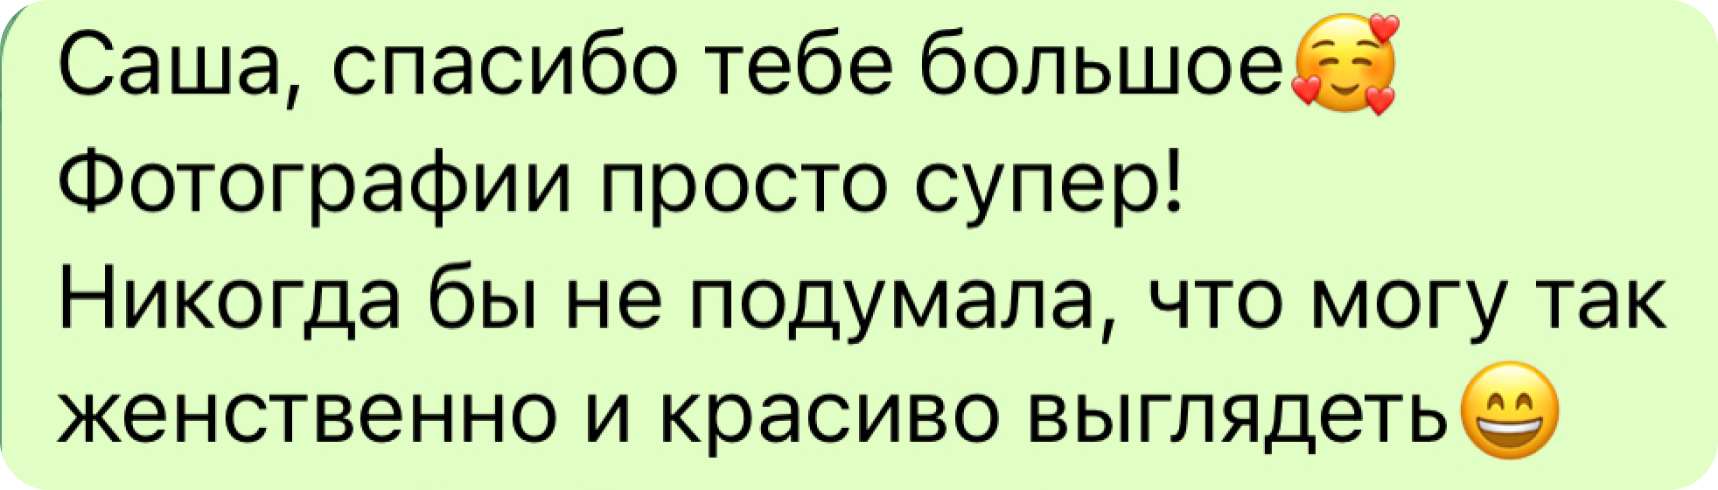 Саша, спасибо тебе большое🥰
Фотографии просто супер!
Никогда бы не подумала, что могу так
женственно и красиво выглядеть😄